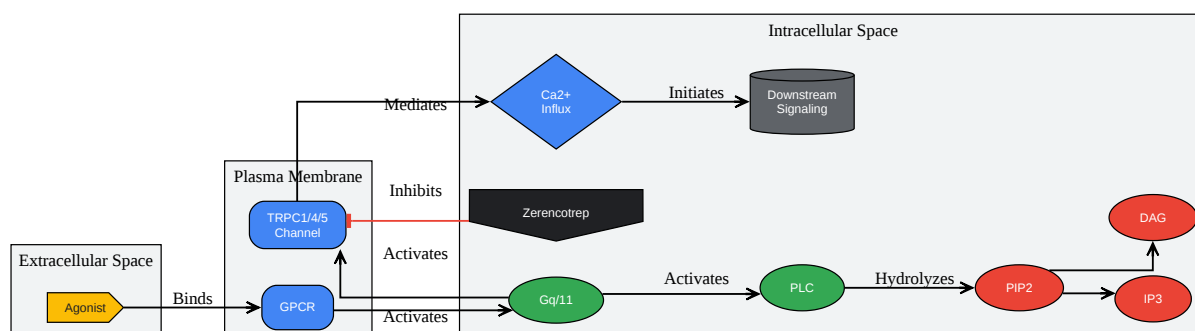 Intracellular Space
Ca2+
Influx
Downstream
Signaling
Mediates
Initiates
Plasma Membrane
Inhibits
Zerencotrep
TRPC1/4/5
Channel
DAG
Extracellular Space
Activates
Activates
Hydrolyzes
Agonist
Binds
GPCR
Activates
Gq/11
PLC
PIP2
IP3